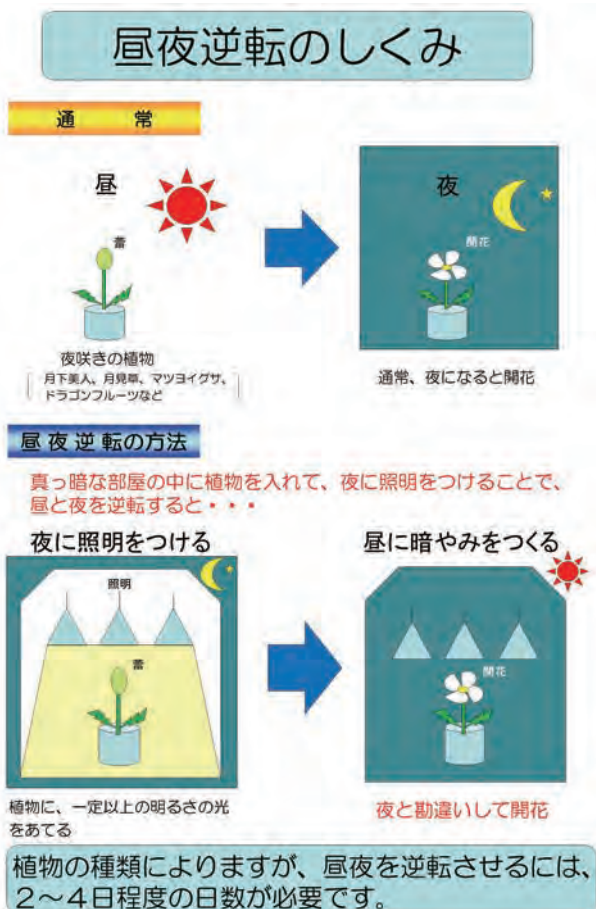 昼夜逆転のしくみ
通 常
昼
蕾
夜咲きの植物
月下美人、月見草、マツヨイグサ、
ドラゴンフルーツなど
夜
開花
通常、夜になると開花
昼夜逆転の方法
真っ暗な部屋の中に植物を入れて、夜に照明をつけることで、
昼と夜を逆転すると・・・
夜に照明をつける
照明
蕾
植物に、一定以上の明るさの光
をあてる
昼に暗やみをつくる
開花
夜と勘違いして開花
植物の種類によりますが、昼夜を逆転させるには、
2~4日程度の日数が必要です。